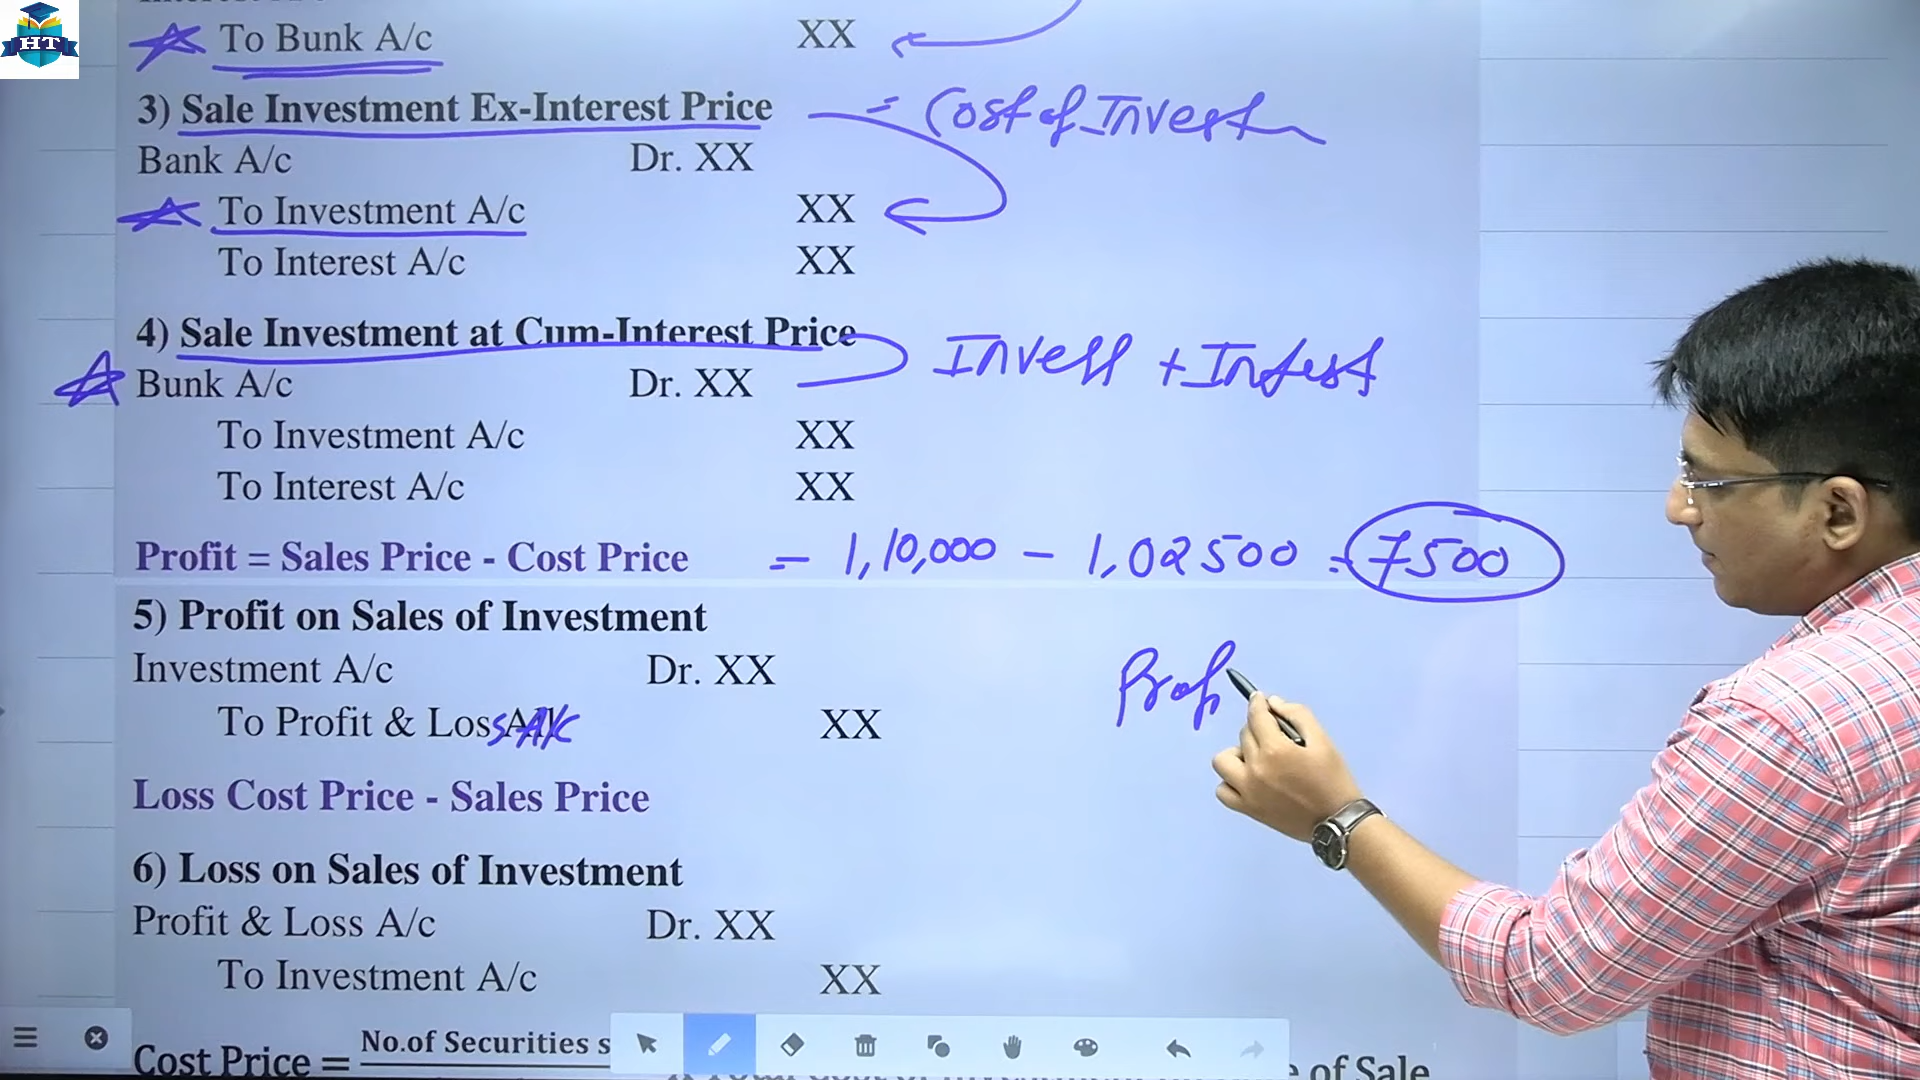 HT
To Bunk A/c XX
3) Sale Investment Ex-Interest Price = Cost of Invest
Bank A/c Dr. XX
To Investment A/c XX
To Interest A/c XX
4) Sale Investment at Cum-Interest Price
Bunk A/c Dr. XX Invest + Intest
To Investment A/c XX
To Interest A/c XX
Profit = Sales Price - Cost Price = 1,10,000 - 1,02500 = 7500
5) Profit on Sales of Investment
Investment A/c Dr. XX Prof
To Profit & Loss A/c XX
Loss Cost Price - Sales Price
6) Loss on Sales of Investment
Profit & Loss A/c Dr. XX
To Investment A/c XX
No.of Securities s
Cost Price = of Sale